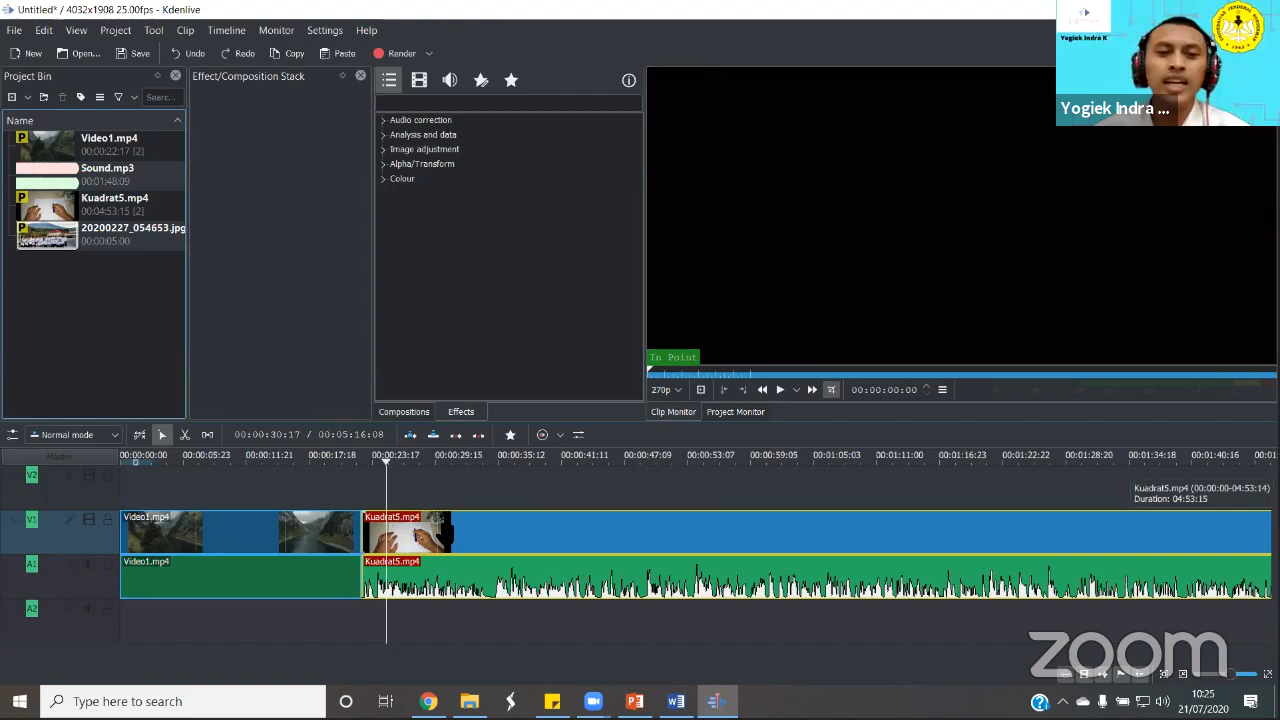 Untitled* / 4032x1908 25.00fps - Kdenlive
File Edit View Project Tool Clip Timeline Monitor Settings Help
New Open... Save Undo Redo Copy Paste Render
Project Bin
Effect/Composition Stack
Searc...
Name
Video1.mp4
00:00:22:17 [2]
Sound.mp3
00:01:48:09
Kuadrat5.mp4
00:04:53:15 [2]
20200227_054653.jpg
00:00:05:00
Audio correction
Analysis and data
Image adjustment
Alpha/Transform
Colour
Compositions Effects
Yogiek Indra K
Yogiek Indra ...
In Point
270p 00:00:00:00
Clip Monitor Project Monitor
Normal mode 00:00:30:17 / 00:05:16:08
Master 00:00:00:00 00:00:05:23 00:00:11:21 00:00:17:18 00:00:23:17 00:00:29:15 00:00:35:12 00:00:41:11 00:00:47:09 00:00:53:07 00:00:59:05 00:01:05:03 00:01:11:00 00:01:16:23 00:01:22:22 00:01:28:20 00:01:34:18 00:01:40:16 00:01:
V2
Kuadrat5.mp4 (00:00:00-04:53:14)
Duration: 04:53:15
V1 Video1.mp4 Kuadrat5.mp4
A1 Video1.mp4 Kuadrat5.mp4
A2
zoom
Type here to search
10:25
21/07/2020